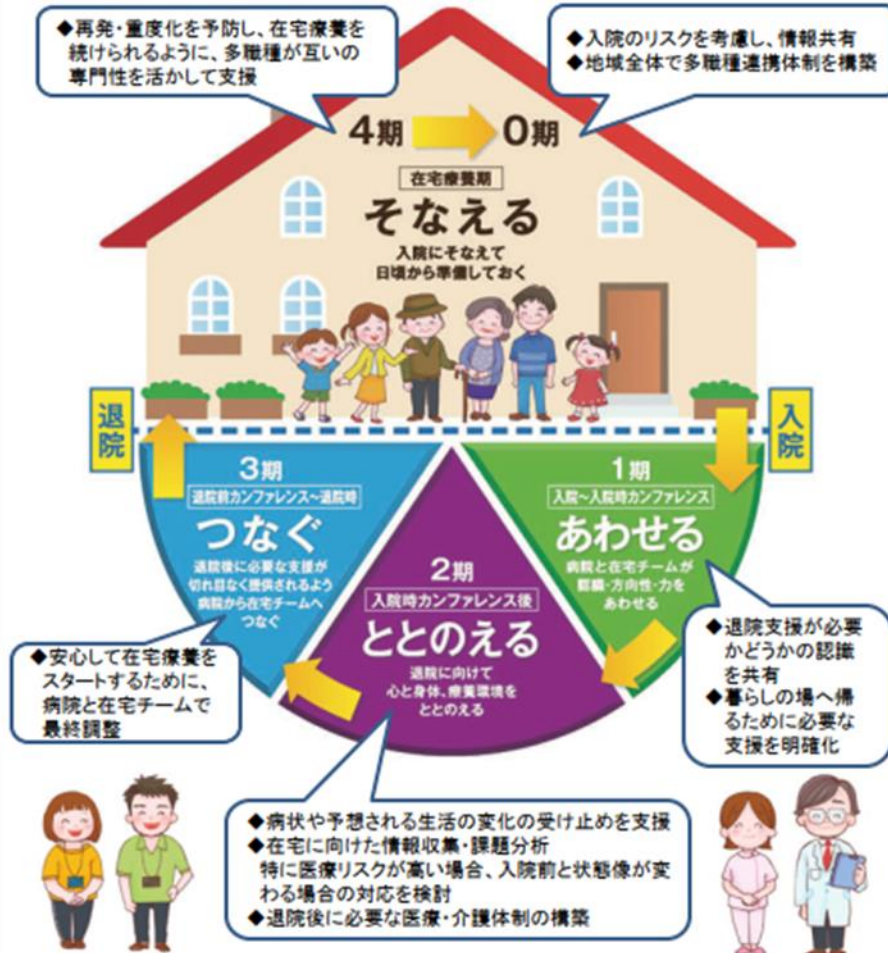 ◆再発・重度化を予防し、在宅療養を
続けられるように、多職種が互いの
専門性を活かして支援
◆入院のリスクを考慮し、情報共有
◆地域全体で多職種連携体制を構築
4期
0期
在宅療養期
そなえる
入院にそなえて
日頃から準備しておく
退院
入院
3期
退院前カンファレンス～退院時
つなぐ
退院後に必要な支援が
切れ目なく提供されるよう
病院から在宅チームへ
つなぐ
1期
入院～入院時カンファレンス
あわせる
病院と在宅チームが
認識・方向性・力を
あわせる
2期
入院時カンファレンス後
ととのえる
退院に向けて
心と身体、療養環境を
ととのえる
◆安心して在宅療養を
スタートするために、
病院と在宅チームで
最終調整
◆退院支援が必要
かどうかの認識
を共有
◆暮らしの場へ帰
るために必要な
支援を明確化
◆病状や予想される生活の変化の受け止めを支援
◆在宅に向けた情報収集・課題分析
特に医療リスクが高い場合、入院前と状態像が変
わる場合の対応を検討
◆退院後に必要な医療・介護体制の構築